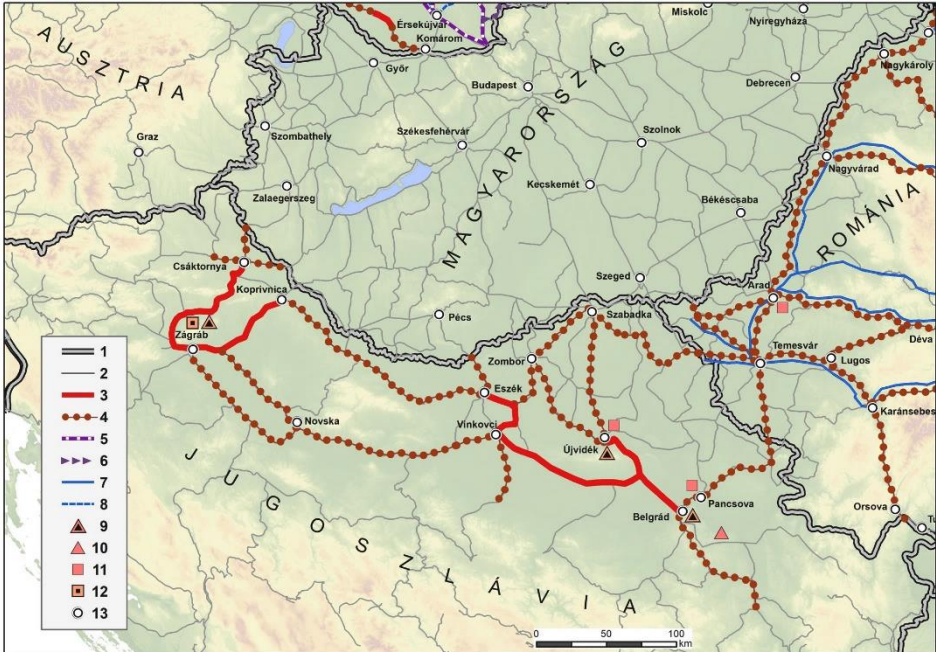 AUSZTRIA
MAGYARORSZÁG
ROMÁNIA
JUGOSZLÁVIA
Érsekújvár
Komárom
Miskolc
Nyíregyháza
Győr
Budapest
Debrecen
Nagykároly
Graz
Szombathely
Székesfehérvár
Szolnok
Nagyvárad
Zalaegerszeg
Kecskemét
Békéscsaba
Csáktornya
Koprivnica
Szeged
Arad
Zágráb
Pécs
Szabadka
Déva
Zombor
Temesvár
Lugos
Eszék
Karánsebes
Novska
Vinkovci
Újvidék
Pancsova
Belgrád
Orsova
Tu
1
2
3
4
5
6
7
8
9
10
11
12
13
0 50 100
km